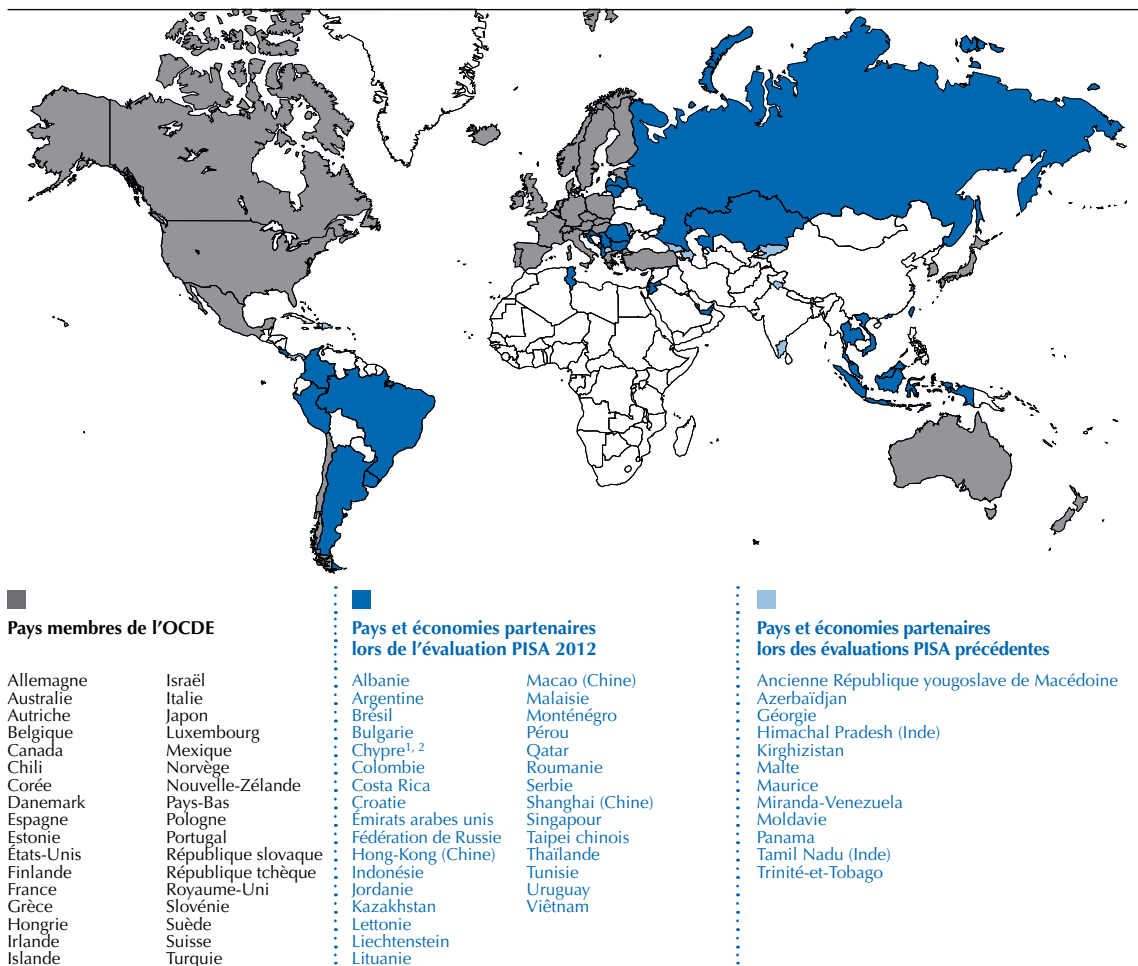 Pays membres de l'OCDE
Allemagne
Australie
Autriche
Belgique
Canada
Chili
Corée
Danemark
Espagne
Estonie
États-Unis
Finlande
France
Grèce
Hongrie
Irlande
Islande
Israël
Italie
Japon
Luxembourg
Mexique
Norvège
Nouvelle-Zélande
Pays-Bas
Pologne
Portugal
République slovaque
République tchèque
Royaume-Uni
Slovénie
Suède
Suisse
Turquie
Pays et économies partenaires
lors de l'évaluation PISA 2012
Albanie
Argentine
Brésil
Bulgarie
Chypre1, 2
Colombie
Costa Rica
Croatie
Émirats arabes unis
Fédération de Russie
Hong-Kong (Chine)
Indonésie
Jordanie
Kazakhstan
Lettonie
Liechtenstein
Lituanie
Macao (Chine)
Malaisie
Monténégro
Pérou
Qatar
Roumanie
Serbie
Shanghai (Chine)
Singapour
Taipei chinois
Thaïlande
Tunisie
Uruguay
Viêtnam
Pays et économies partenaires
lors des évaluations PISA précédentes
Ancienne République yougoslave de Macédoine
Azerbaïdjan
Géorgie
Himachal Pradesh (Inde)
Kirghizistan
Malte
Maurice
Miranda-Venezuela
Moldavie
Panama
Tamil Nadu (Inde)
Trinité-et-Tobago